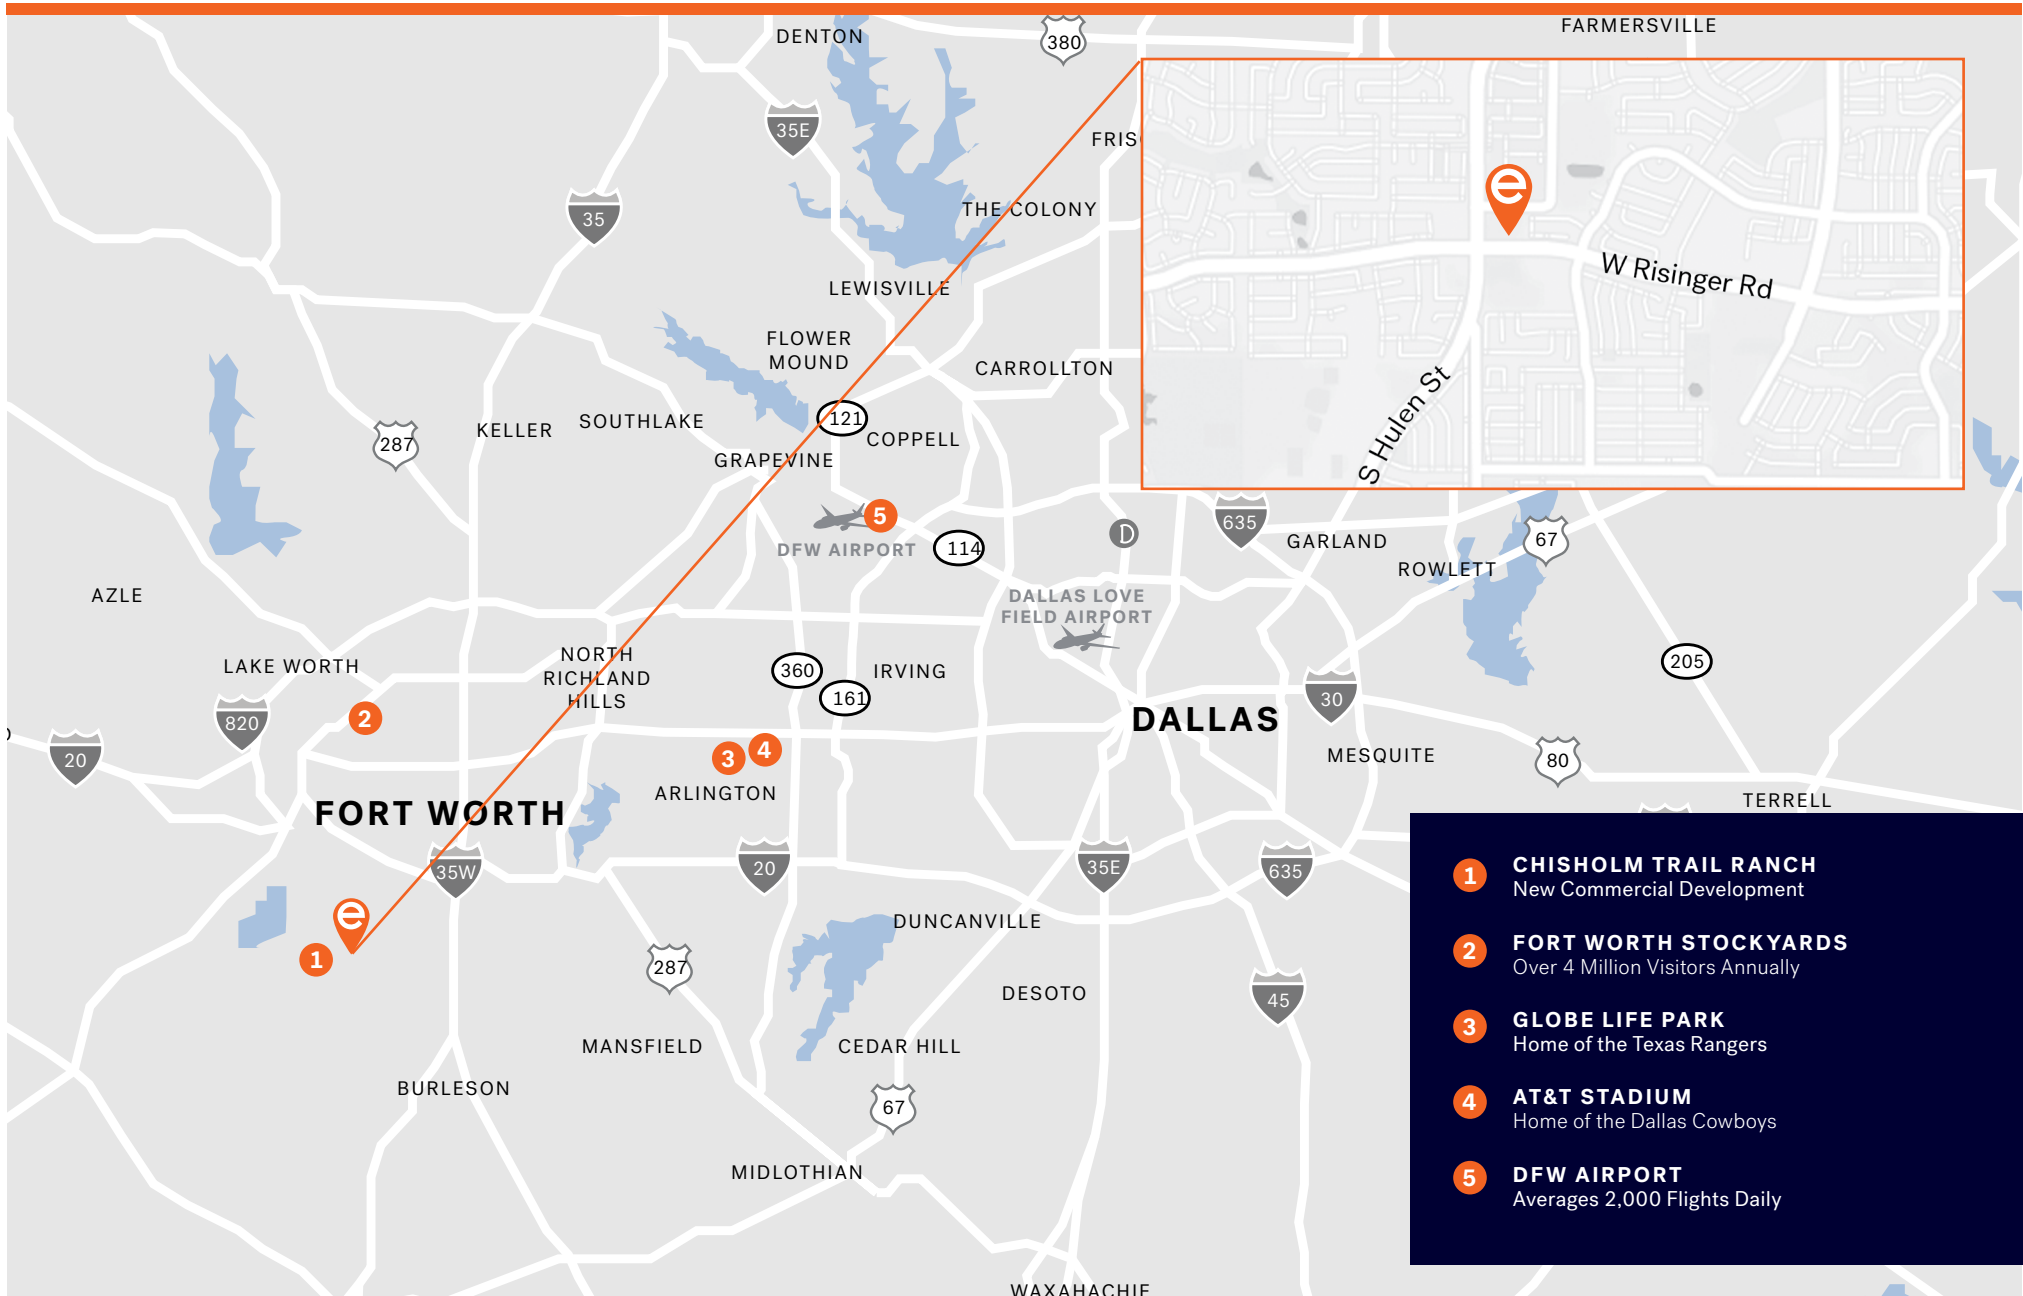 DENTON
380
FARMERSVILLE
35E
FRIS
35
THE COLONY
W Risinger Rd
LEWISVILLE
FLOWER
MOUND
CARROLLTON
S Hulen St
121
KELLER
SOUTHLAKE
COPPELL
287
GRAPEVINE
5
635
DFW AIRPORT
114
D
GARLAND
67
ROWLETT
AZLE
DALLAS LOVE
FIELD AIRPORT
LAKE WORTH
NORTH
RICHLAND
HILLS
360
IRVING
161
205
30
820
2
DALLAS
20
3
4
MESQUITE
80
ARLINGTON
TERRELL
FORT WORTH
35W
20
35E
635
e
1
DUNCANVILLE
287
DESOTO
45
MANSFIELD
CEDAR HILL
BURLESON
67
MIDLOTHIAN
WAXAHACHIE
e
1
CHISHOLM TRAIL RANCH
New Commercial Development
2
FORT WORTH STOCKYARDS
Over 4 Million Visitors Annually
3
GLOBE LIFE PARK
Home of the Texas Rangers
4
AT&T STADIUM
Home of the Dallas Cowboys
5
DFW AIRPORT
Averages 2,000 Flights Daily